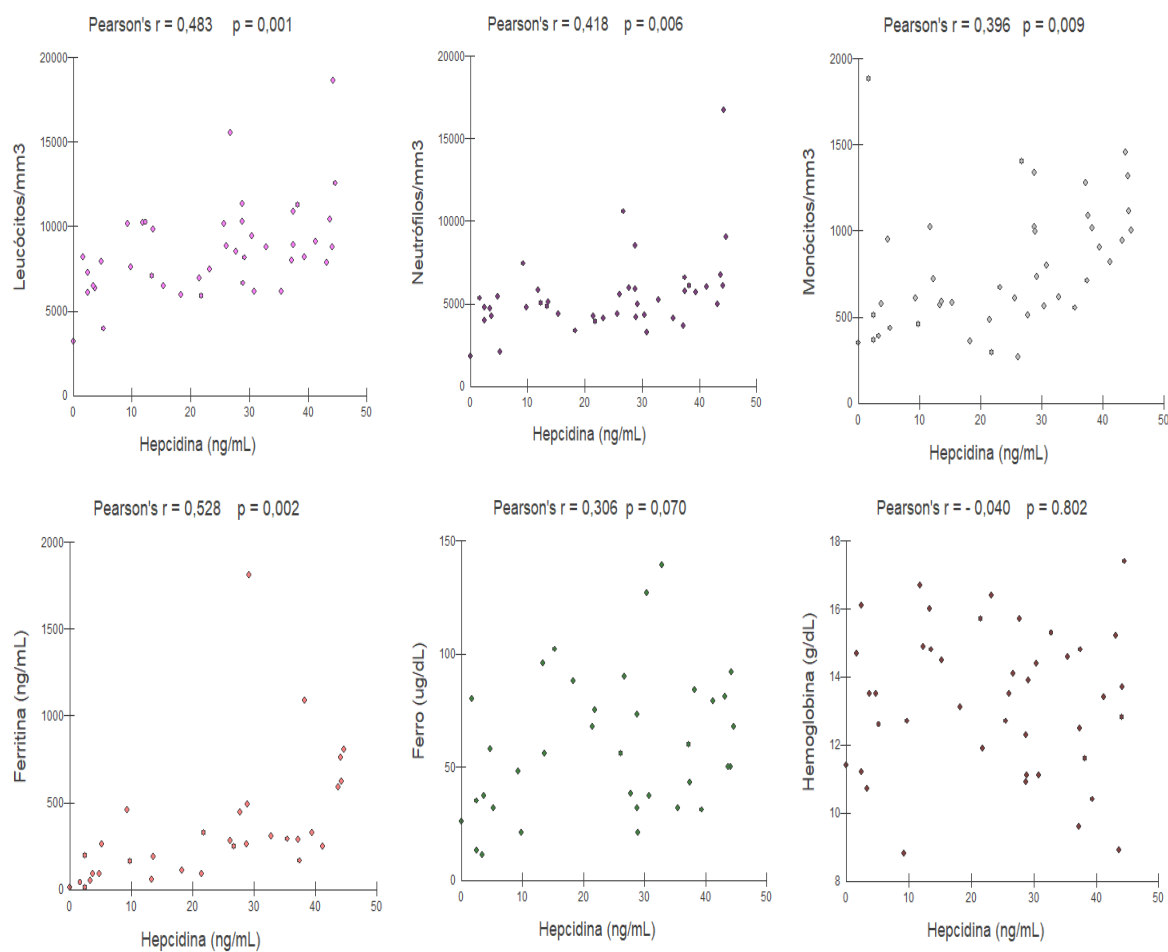 Pearson's r = 0,483 p = 0,001
Leucócitos/mm3
20000
15000
10000
5000
0
0 10 20 30 40 50
Hepcidina (ng/mL)
Pearson's r = 0,418 p = 0,006
Neutrófilos/mm3
20000
15000
10000
5000
0
0 10 20 30 40 50
Hepcidina (ng/mL)
Pearson's r = 0,396 p = 0,009
Monócitos/mm3
2000
1500
1000
500
0
0 10 20 30 40 50
Hepcidina (ng/mL)
Pearson's r = 0,528 p = 0,002
Ferritina (ng/mL)
2000
1500
1000
500
0
0 10 20 30 40 50
Hepcidina (ng/mL)
Pearson's r = 0,306 p = 0,070
Ferro (ug/dL)
150
100
50
0
0 10 20 30 40 50
Hepcidina (ng/mL)
Pearson's r = - 0,040 p = 0.802
Hemoglobina (g/dL)
18
16
14
12
10
8
0 10 20 30 40 50
Hepcidina (ng/mL)